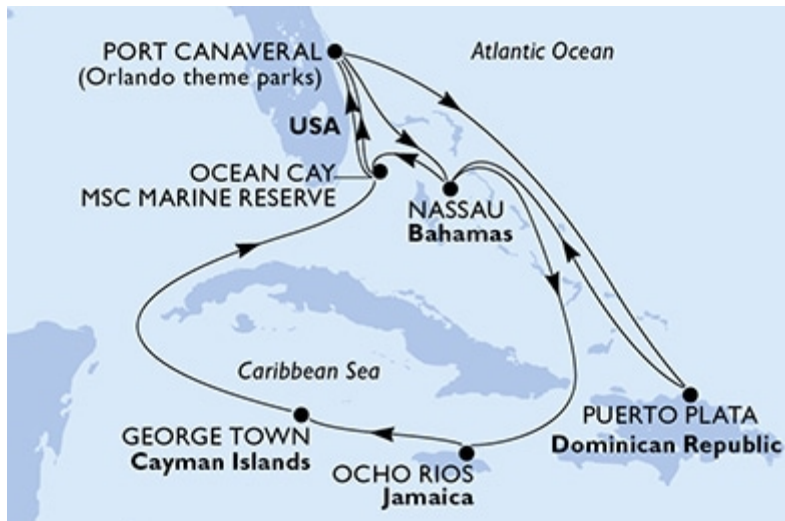 PORT CANAVERAL
(Orlando theme parks)
Atlantic Ocean
USA
OCEAN CAY
MSC MARINE RESERVE
NASSAU
Bahamas
Caribbean Sea
GEORGE TOWN
Cayman Islands
OCHO RIOS
Jamaica
PUERTO PLATA
Dominican Republic